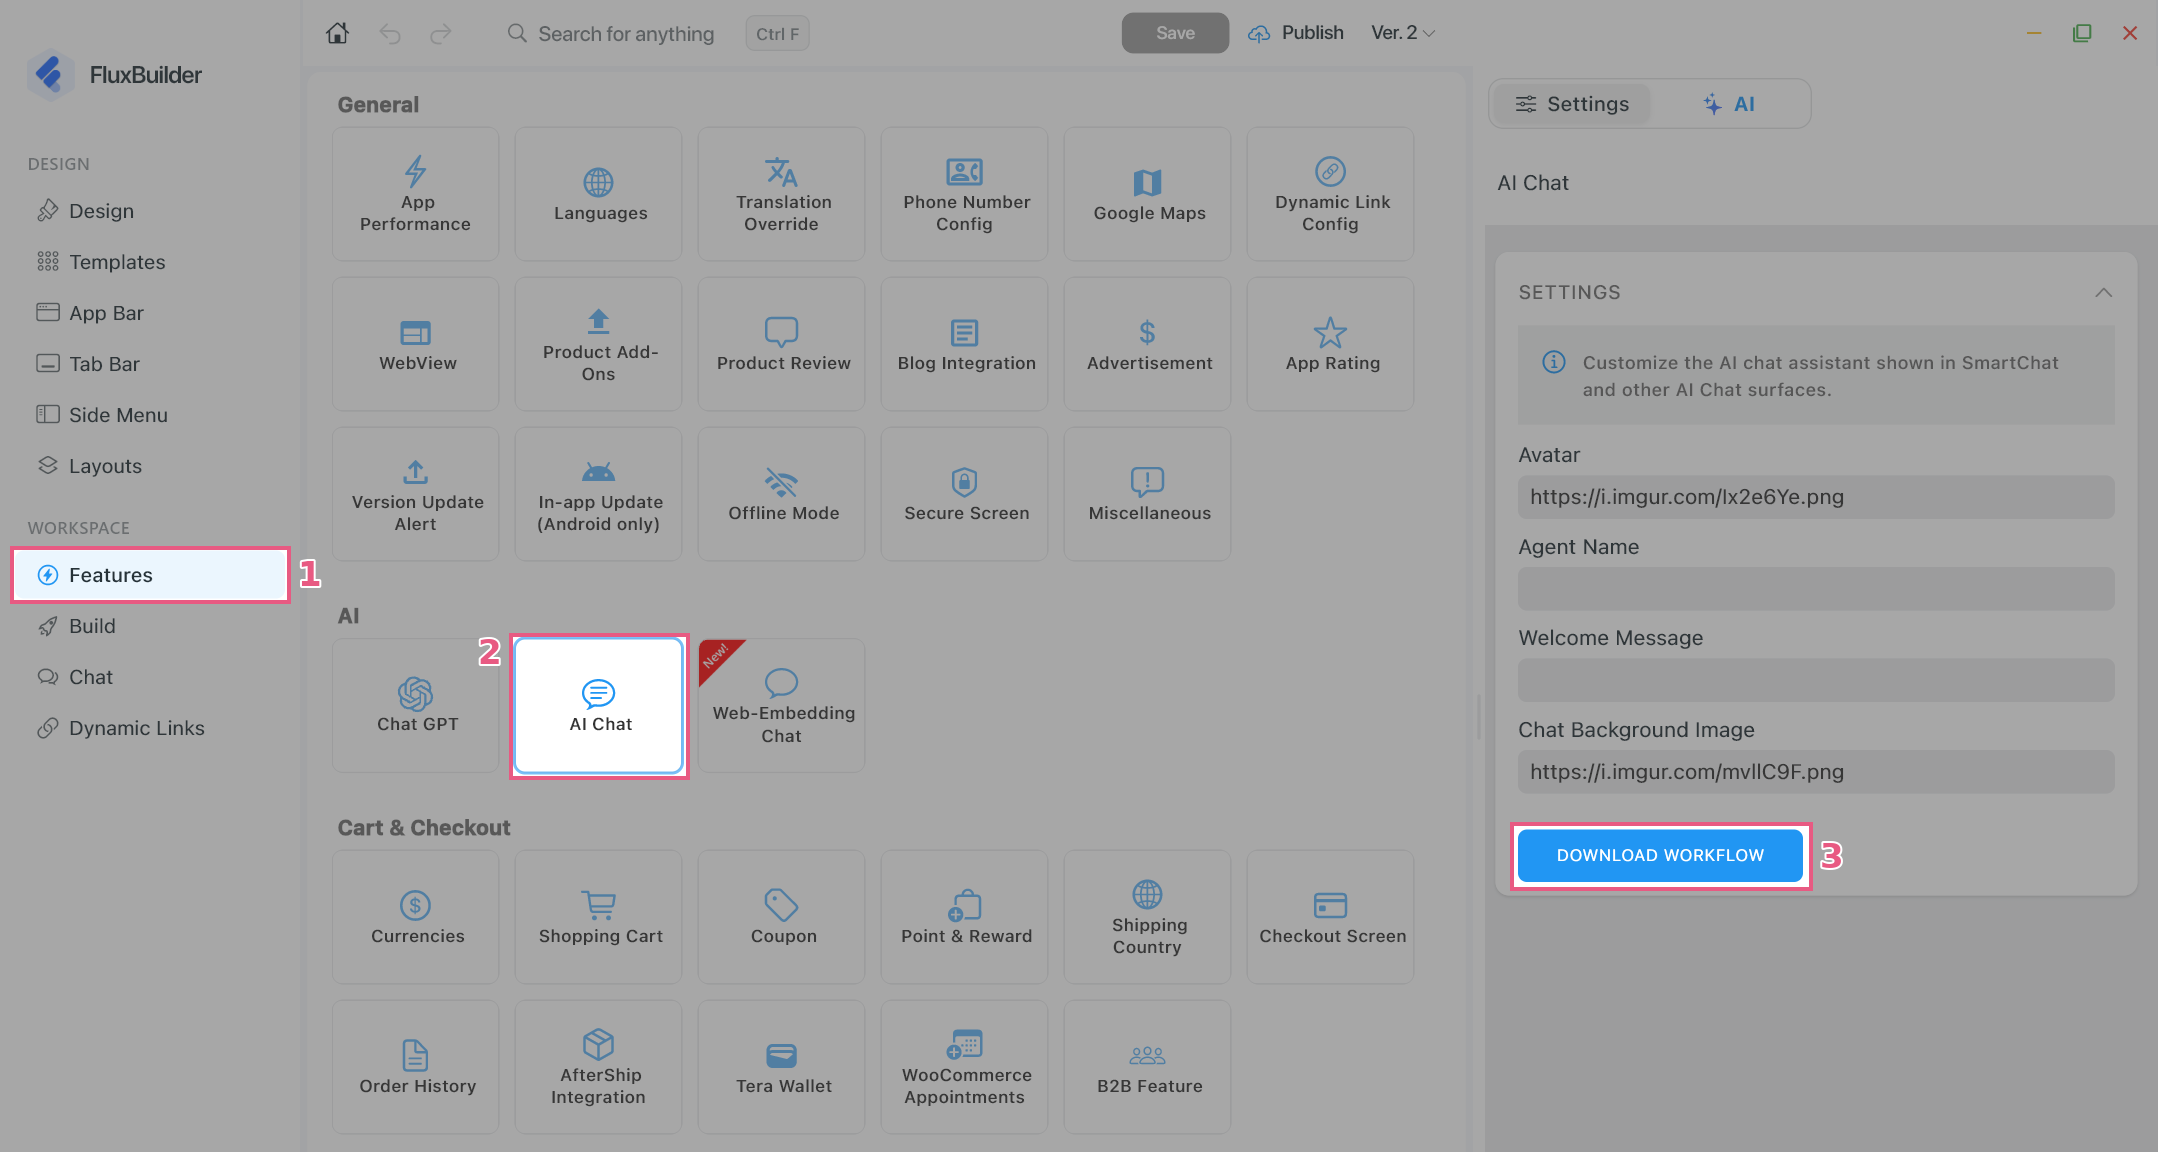 FluxBuilder
Search for anything
Ctrl F
Save
Publish
Ver. 2
DESIGN
Design
Templates
App Bar
Tab Bar
Side Menu
Layouts
WORKSPACE
Features
1
Build
Chat
Dynamic Links
General
App
Performance
Languages
Translation
Override
Phone Number
Config
Google Maps
Dynamic Link
Config
WebView
Product Add-
Ons
Product Review
Blog Integration
Advertisement
App Rating
Version Update
Alert
In-app Update
(Android only)
Offline Mode
Secure Screen
Miscellaneous
AI
Chat GPT
2
AI Chat
New!
Web-Embedding
Chat
Cart & Checkout
Currencies
Shopping Cart
Coupon
Point & Reward
Shipping
Country
Checkout Screen
Order History
AfterShip
Integration
Tera Wallet
WooCommerce
Appointments
B2B Feature
Settings
AI
AI Chat
SETTINGS
Customize the AI chat assistant shown in SmartChat
and other AI Chat surfaces.
Avatar
https://i.imgur.com/lx2e6Ye.png
Agent Name
Welcome Message
Chat Background Image
https://i.imgur.com/mvllC9F.png
DOWNLOAD WORKFLOW
3